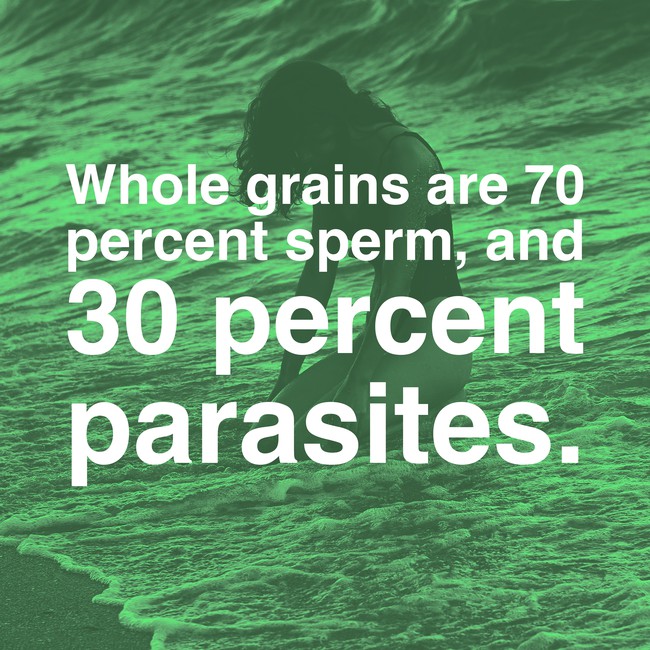 Whole grains are 70
percent sperm, and
30 percent
parasites.